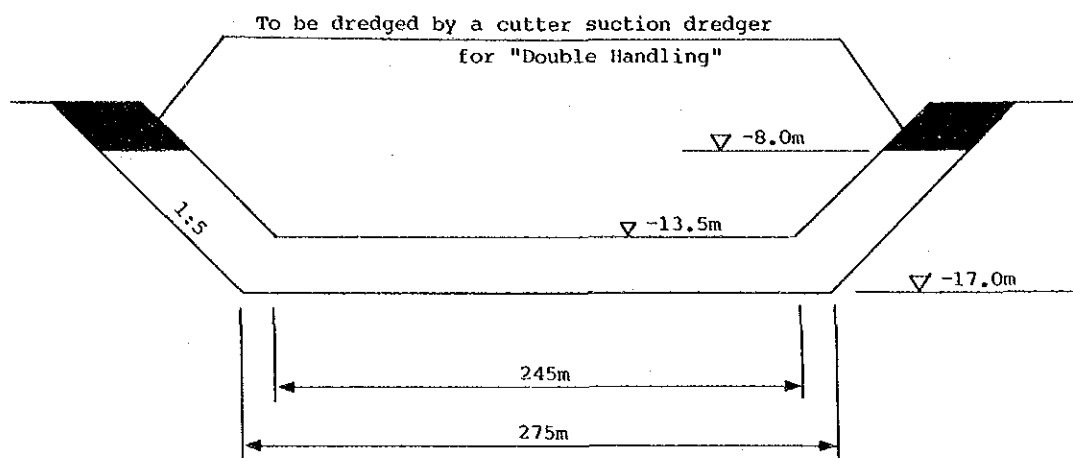 To be dredged by a cutter suction dredger
for "Double Handling"
-8.0m
1:5
-13.5m
-17.0m
245m
275m